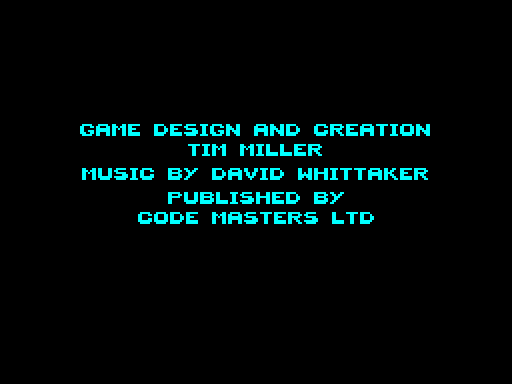 GAME DESIGN AND CREATION
TIM MILLER
MUSIC BY DAVID WHITTAKER
PUBLISHED BY
CODE MASTERS LTD